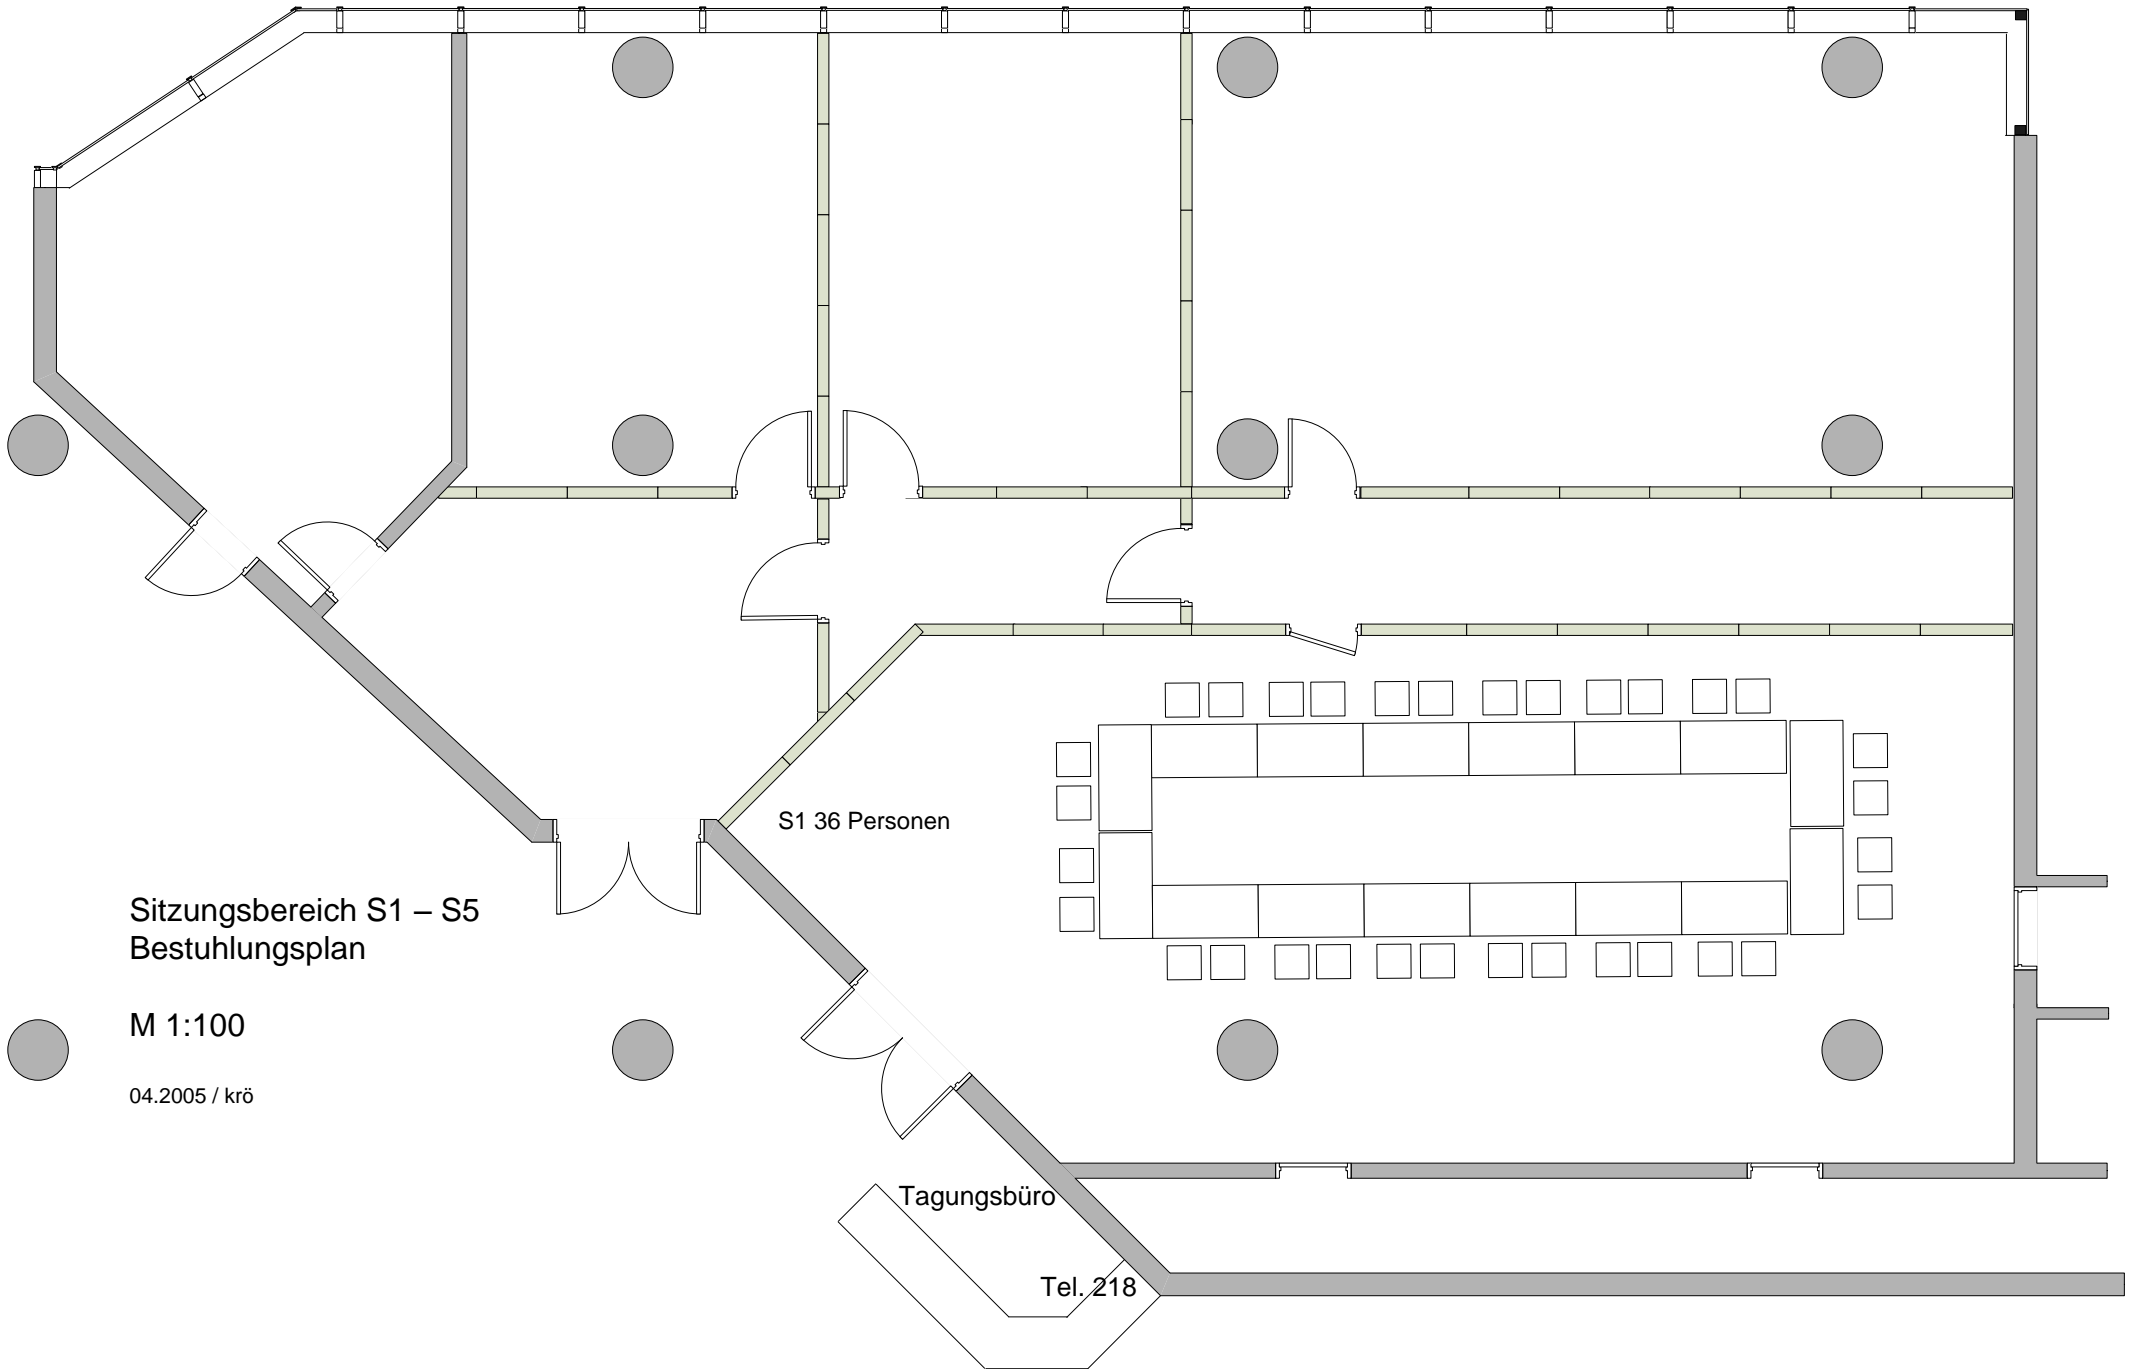 S1 36 Personen
Sitzungsbereich S1 – S5
Bestuhlungsplan
M 1:100
04.2005 / krö
Tagungsbüro
Tel. 218